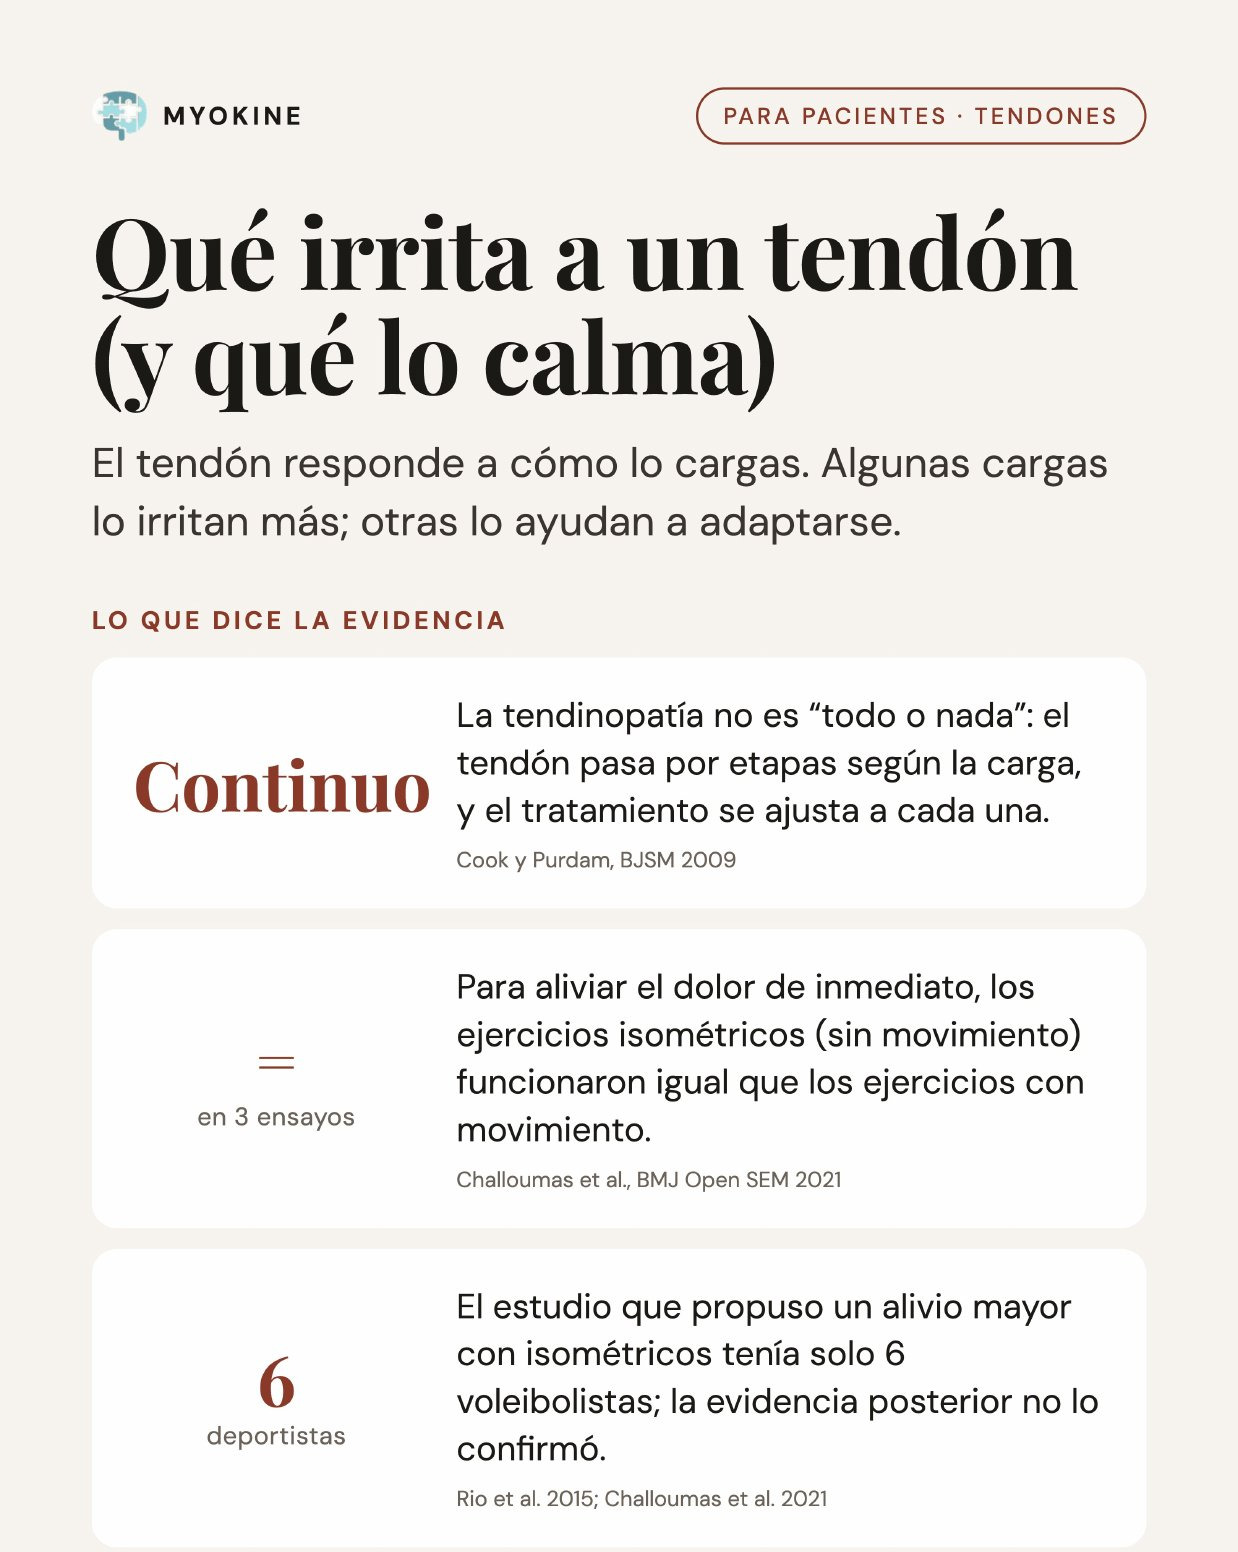 MYOKINE
PARA PACIENTES · TENDONES
Qué irrita a un tendón
(y qué lo calma)
El tendón responde a cómo lo cargas. Algunas cargas
lo irritan más; otras lo ayudan a adaptarse.
LO QUE DICE LA EVIDENCIA
Continuo
La tendinopatía no es “todo o nada”: el
tendón pasa por etapas según la carga,
y el tratamiento se ajusta a cada una.
Cook y Purdam, BJSM 2009
=
en 3 ensayos
Para aliviar el dolor de inmediato, los
ejercicios isométricos (sin movimiento)
funcionaron igual que los ejercicios con
movimiento.
Challoumas et al., BMJ Open SEM 2021
6
deportistas
El estudio que propuso un alivio mayor
con isométricos tenía solo 6
voleibolistas; la evidencia posterior no lo
confirmó.
Rio et al. 2015; Challoumas et al. 2021